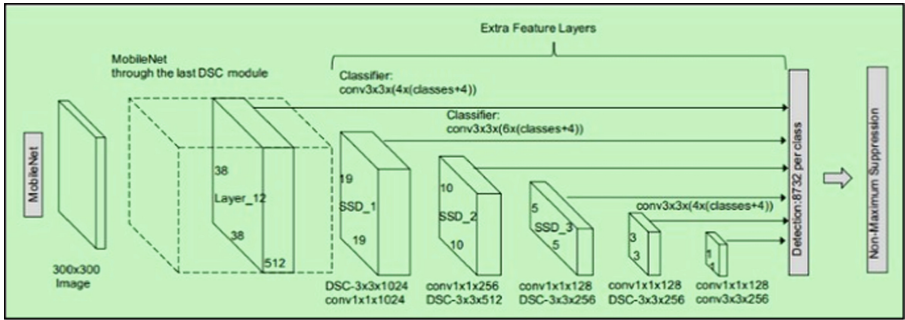 Extra Feature Layers
MobileNet
through the last DSC module
Classifier:
conv3x3x(4x(classes+4))
Classifier:
conv3x3x(6x(classes+4))
MobileNet
38
Layer_12
38
512
19
SSD_1
19
10
SSD_2
10
5
SSD_3
5
conv3x3x(4x(classes+4))
3
3
Detection:8732 per class
Non-Maximum Suppression
300x300
Image
DSC-3x3x1024
conv1x1x1024
conv1x1x256
DSC-3x3x512
conv1x1x128
DSC-3x3x256
conv1x1x128
DSC-3x3x256
conv1x1x128
conv3x3x256